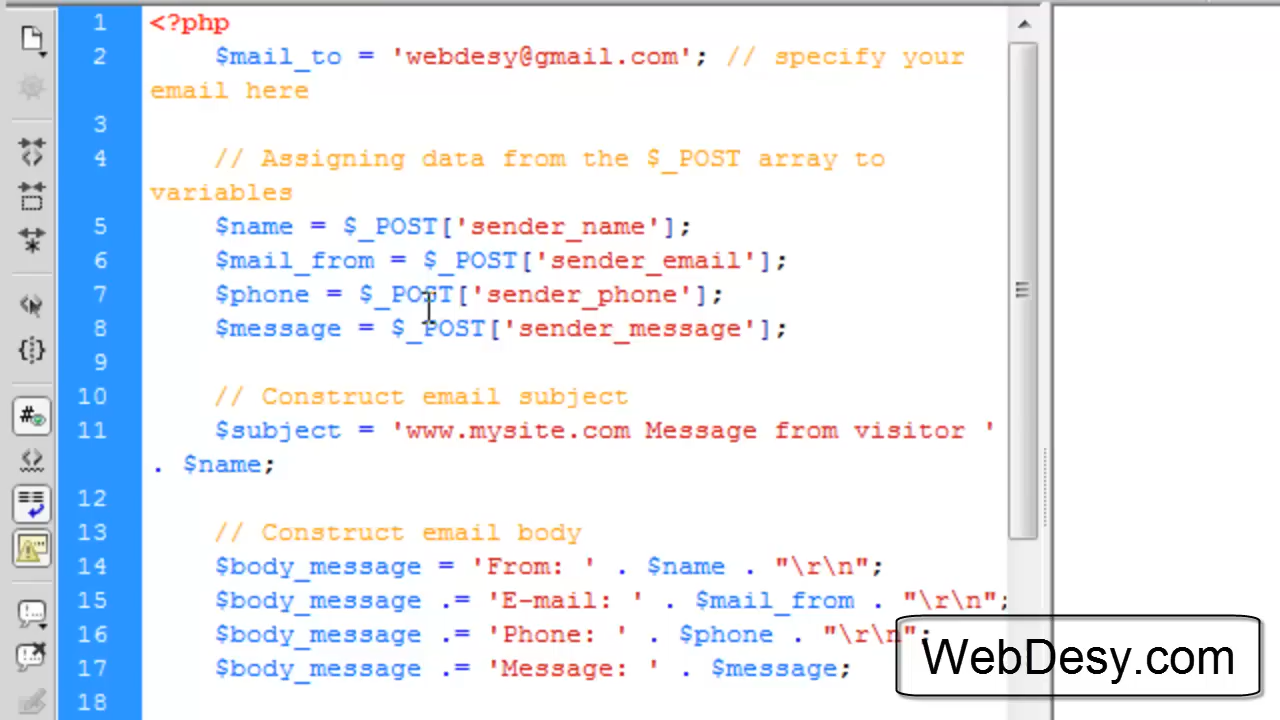 1 <?php
2 $mail_to = 'webdesy@gmail.com'; // specify your
email here
3
4 // Assigning data from the $_POST array to
variables
5 $name = $_POST['sender_name'];
6 $mail_from = $_POST['sender_email'];
7 $phone = $_POST['sender_phone'];
8 $message = $_POST['sender_message'];
9
10 // Construct email subject
11 $subject = 'www.mysite.com Message from visitor '
. $name;
12
13 // Construct email body
14 $body_message = 'From: ' . $name . "\r\n";
15 $body_message .= 'E-mail: ' . $mail_from . "\r\n";
16 $body_message .= 'Phone: ' . $phone . "\r\n";
17 $body_message .= 'Message: ' . $message;
18
WebDesy.com